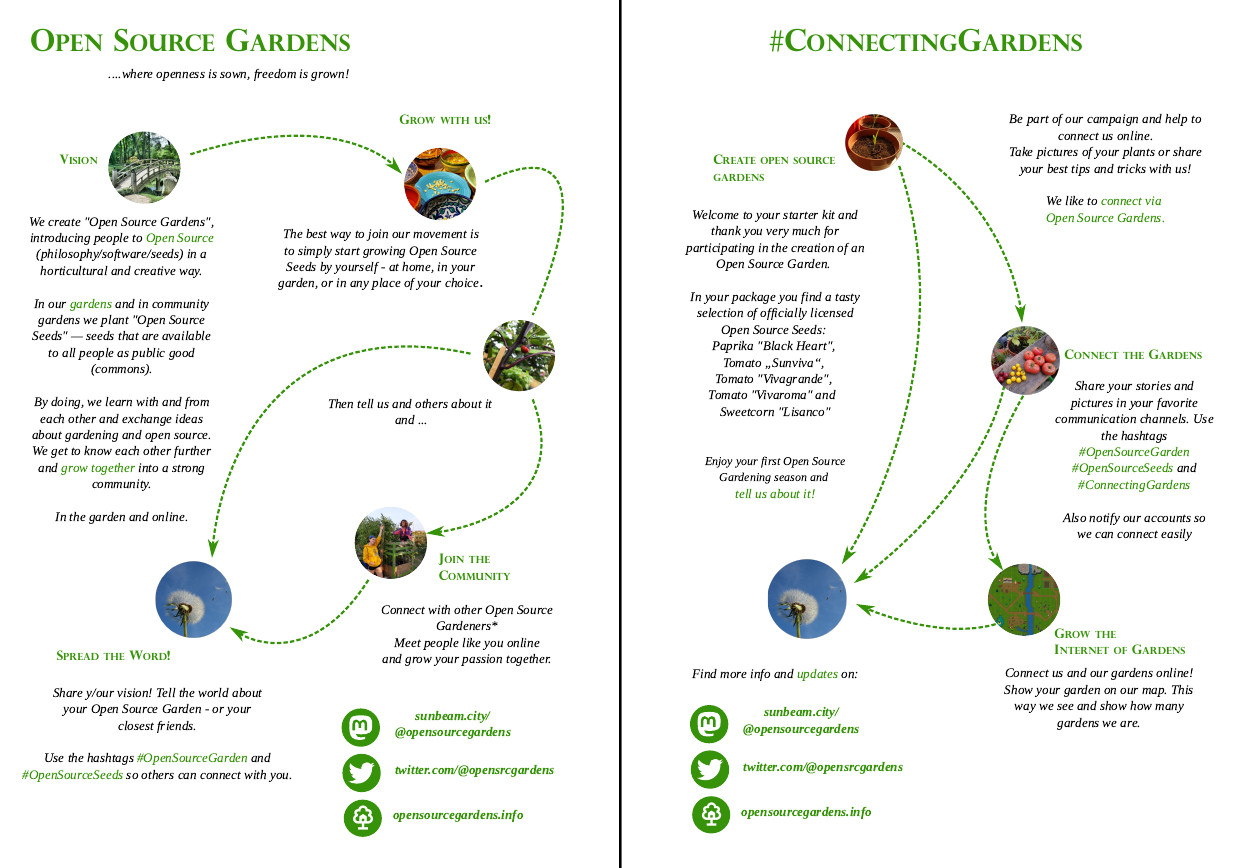 Open Source Gardens
....where openness is sown, freedom is grown!
Vision
We create "Open Source Gardens",
introducing people to Open Source
(philosophy/software/seeds) in a
horticultural and creative way.
In our gardens and in community
gardens we plant "Open Source
Seeds" — seeds that are available
to all people as public good
(commons).
By doing, we learn with and from
each other and exchange ideas
about gardening and open source.
We get to know each other further
and grow together into a strong
community.
In the garden and online.
Grow with us!
The best way to join our movement is
to simply start growing Open Source
Seeds by yourself - at home, in your
garden, or in any place of your choice.
Then tell us and others about it
and ...
Join the
Community
Connect with other Open Source
Gardeners*
Meet people like you online
and grow your passion together.
Spread the Word!
Share y/our vision! Tell the world about
your Open Source Garden - or your
closest friends.
Use the hashtags #OpenSourceGarden and
#OpenSourceSeeds so others can connect with you.
sunbeam.city/
@opensourcegardens
twitter.com/@opensrcgardens
opensourcegardens.info
#ConnectingGardens
Create open source
gardens
Welcome to your starter kit and
thank you very much for
participating in the creation of an
Open Source Garden.
In your package you find a tasty
selection of officially licensed
Open Source Seeds:
Paprika "Black Heart",
Tomato „Sunviva“,
Tomato "Vivagrande",
Tomato "Vivaroma" and
Sweetcorn "Lisanco"
Enjoy your first Open Source
Gardening season and
tell us about it!
Be part of our campaign and help to
connect us online.
Take pictures of your plants or share
your best tips and tricks with us!
We like to connect via
Open Source Gardens.
Connect the Gardens
Share your stories and
pictures in your favorite
communication channels. Use
the hashtags
#OpenSourceGarden
#OpenSourceSeeds and
#ConnectingGardens
Also notify our accounts so
we can connect easily
Grow the
Internet of Gardens
Connect us and our gardens online!
Show your garden on our map. This
way we see and show how many
gardens we are.
Find more info and updates on:
sunbeam.city/
@opensourcegardens
twitter.com/@opensrcgardens
opensourcegardens.info